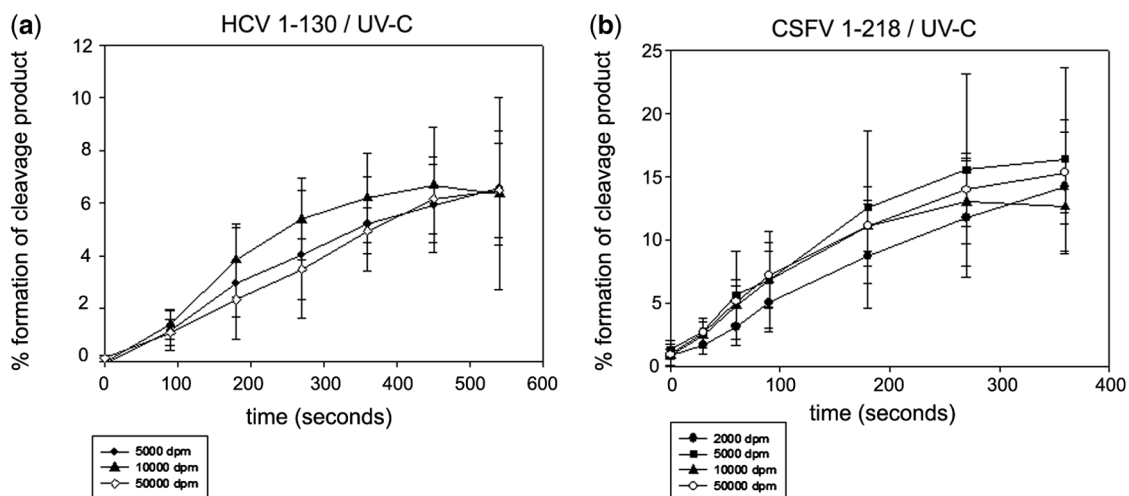 (a)
HCV 1-130 / UV-C
% formation of cleavage product
12
10
8
6
4
2
0
0 100 200 300 400 500 600
time (seconds)
5000 dpm
10000 dpm
50000 dpm
(b)
CSFV 1-218 / UV-C
% formation of cleavage product
25
20
15
10
5
0
0 100 200 300 400
time (seconds)
2000 dpm
5000 dpm
10000 dpm
50000 dpm